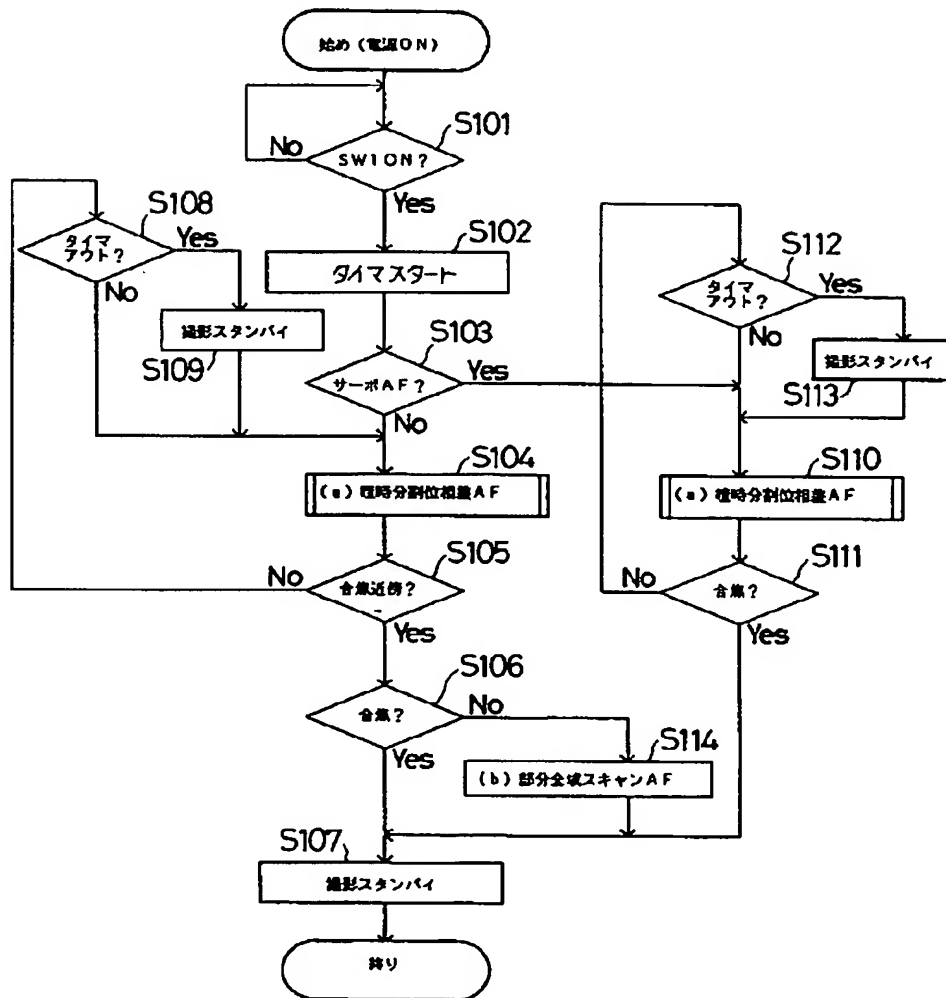 始め(電源ON)
S101
No
SW1ON?
Yes
S108
タイマ
アウト?
Yes
No
S102
タイマスタート
S112
タイマ
アウト?
Yes
No
撮影スタンバイ
S109
S103
サーボAF?
Yes
No
撮影スタンバイ
S113
S104
(a)瞳時分割位相差AF
S110
(a)瞳時分割位相差AF
S105
No
合焦近傍?
Yes
S111
No
合焦?
Yes
S106
合焦?
No
Yes
S114
(b)部分全域スキャンAF
S107
撮影スタンバイ
終り